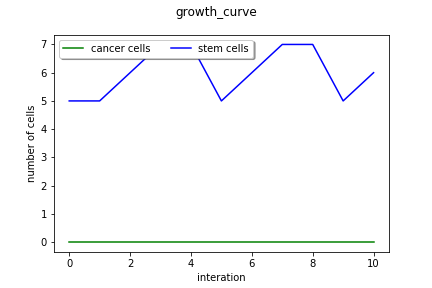 growth_curve
cancer cells stem cells
7
6
5
4
3
2
1
0
number of cells
0 2 4 6 8 10
interation